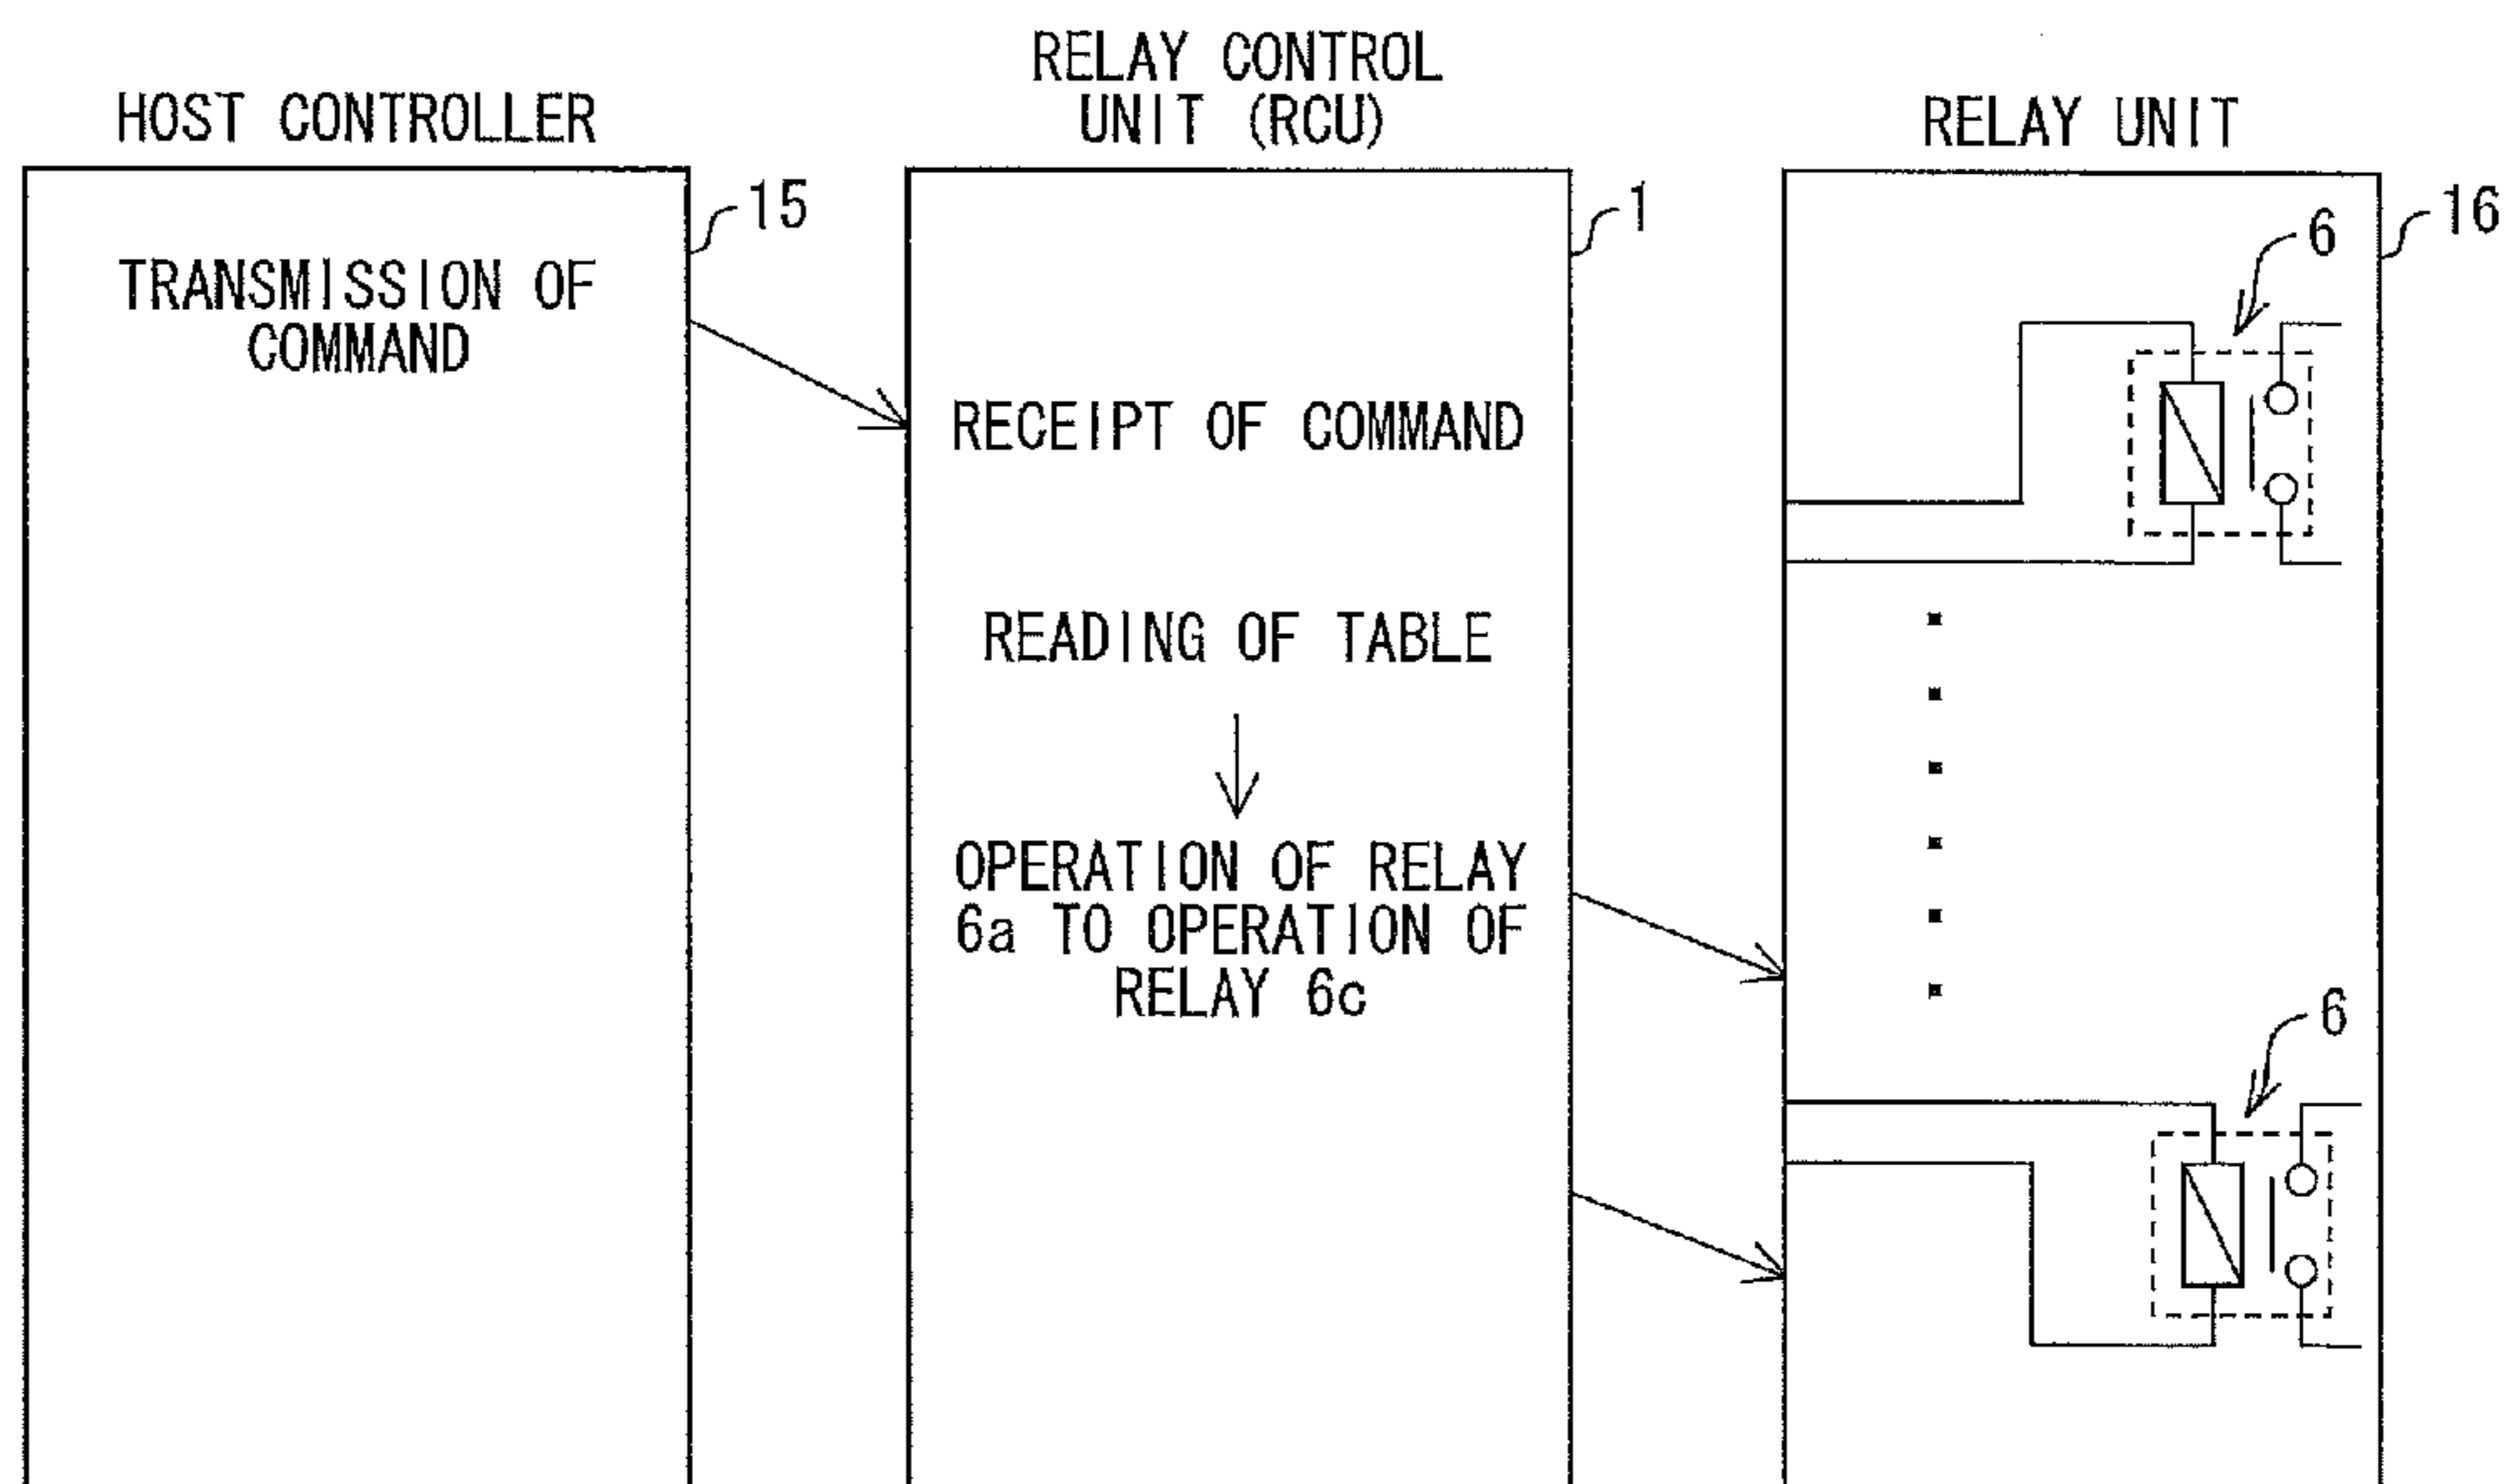 HOST CONTROLLER
RELAY CONTROL
UNIT (RCU)
RELAY UNIT
15
1
16
6
TRANSMISSION OF
COMMAND
RECEIPT OF COMMAND
READING OF TABLE
OPERATION OF RELAY
6a TO OPERATION OF
RELAY 6c
6